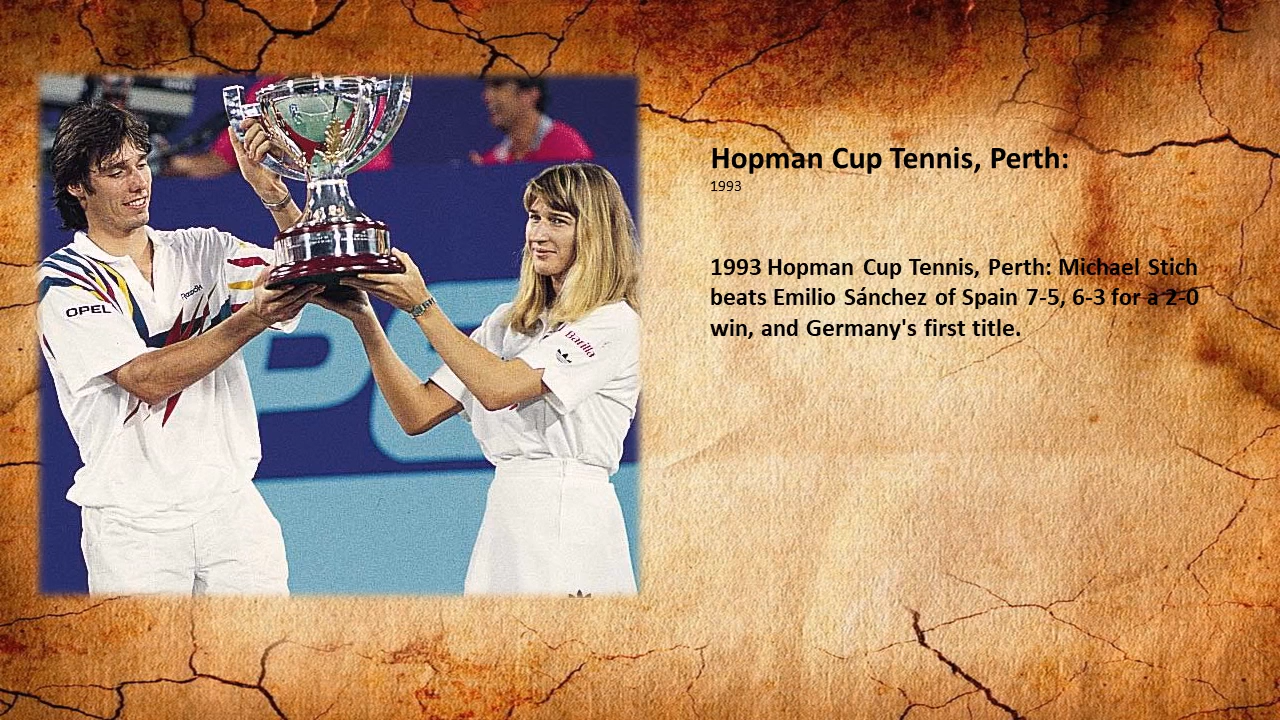 Hopman Cup Tennis, Perth:
1993
1993 Hopman Cup Tennis, Perth: Michael Stich
beats Emilio Sánchez of Spain 7-5, 6-3 for a 2-0
win, and Germany's first title.
OPEL
Barilla